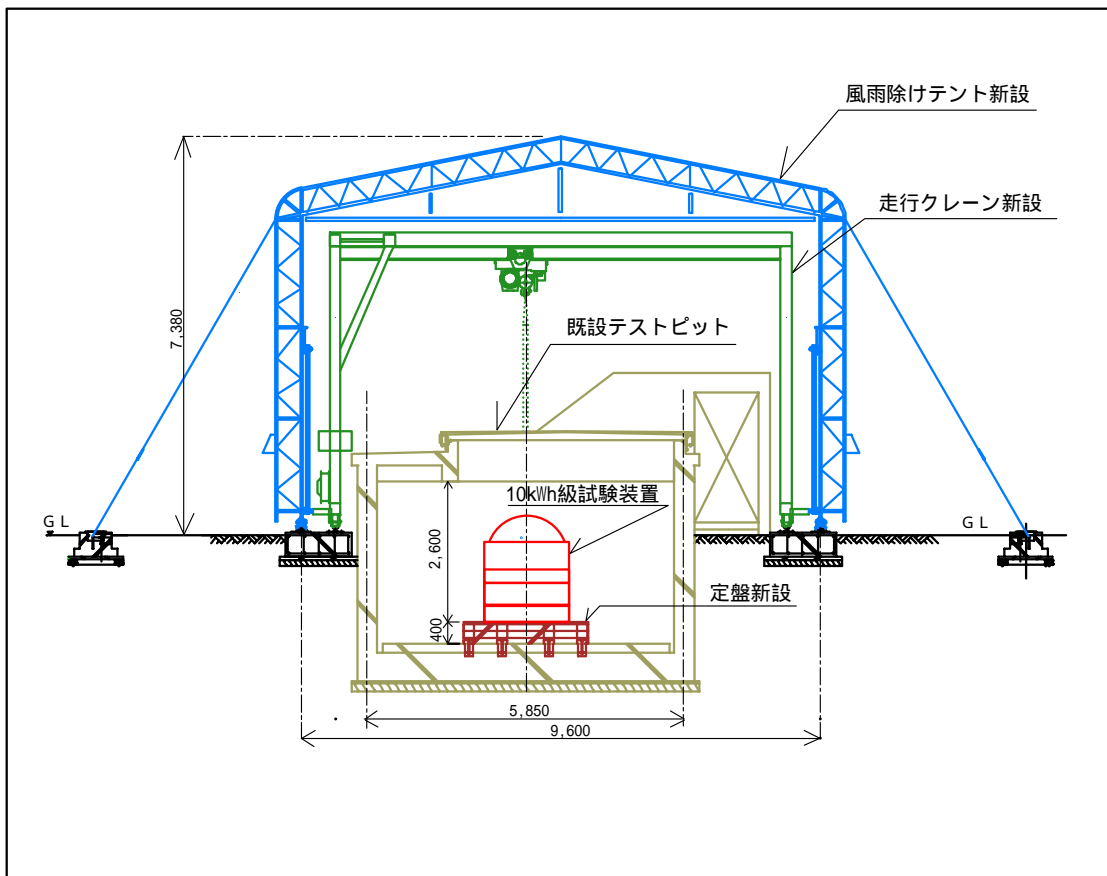 風雨除けテント新設
走行クレーン新設
7,380
既設テストピット
10kWh級試験装置
GL
GL
2,600
定盤新設
400
5,850
9,600